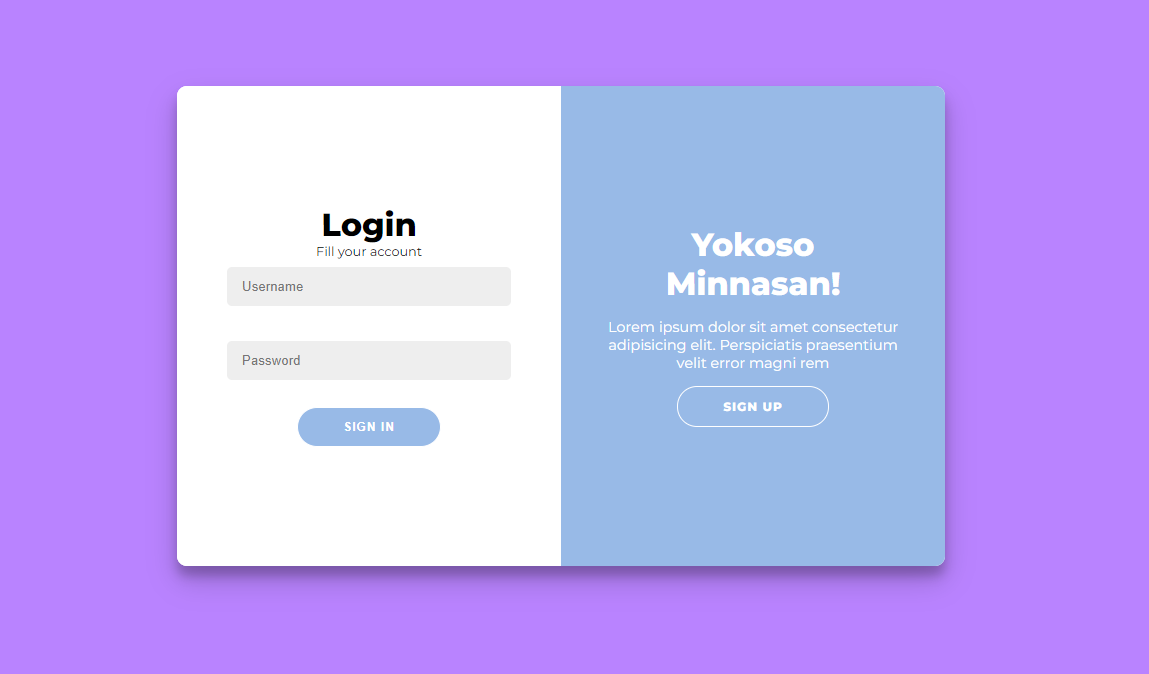 Login
Fill your account
Username
Password
SIGN IN
Yokoso
Minnasan!
Lorem ipsum dolor sit amet consectetur
adipisicing elit. Perspiciatis praesentium
velit error magni rem
SIGN UP